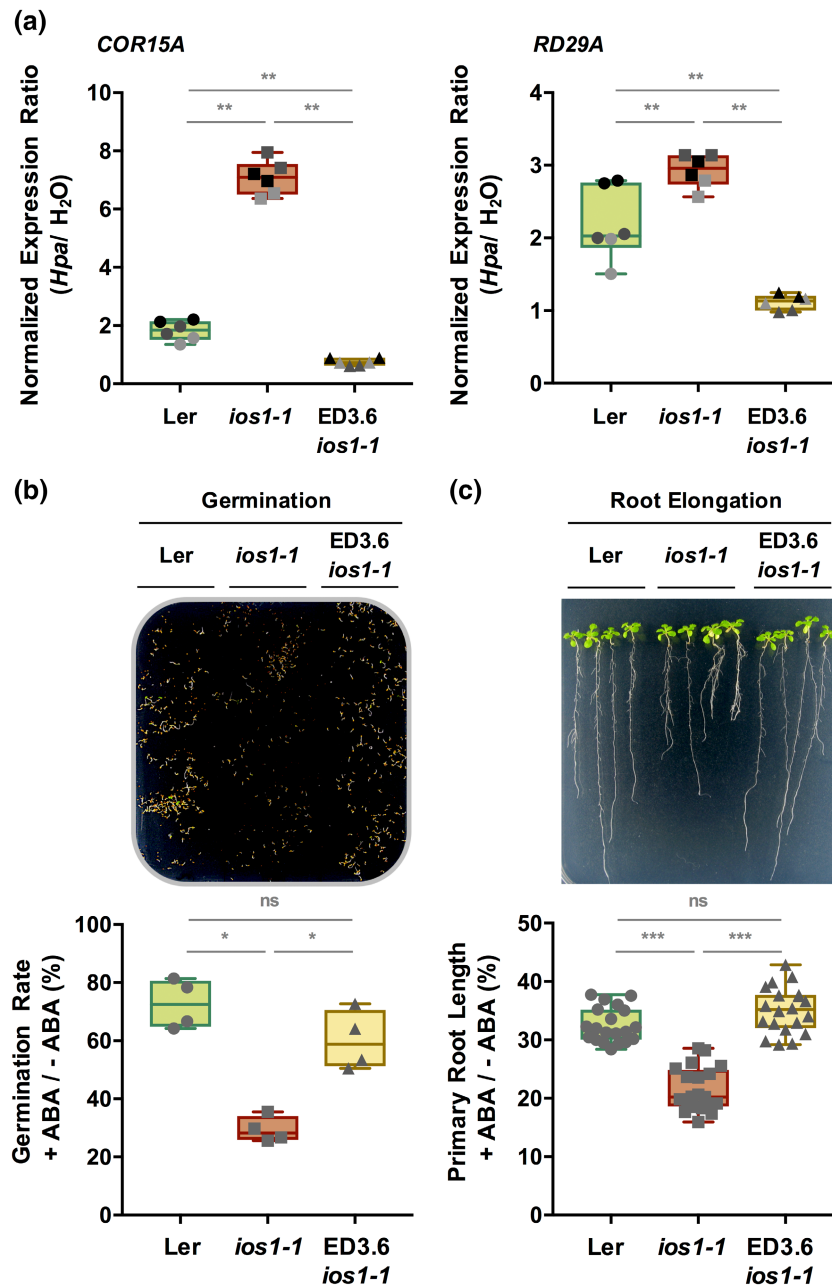 (a)
COR15A
RD29A
Normalized Expression Ratio
(Hpa/ H₂O)
10
8
6
4
2
0
**
**
**
Ler
ios1-1
ED3.6
ios1-1
Normalized Expression Ratio
(Hpa/ H₂O)
4
3
2
1
0
**
**
**
Ler
ios1-1
ED3.6
ios1-1
(b)
Germination
Ler
ios1-1
ED3.6
ios1-1
(c)
Root Elongation
Ler
ios1-1
ED3.6
ios1-1
Germination Rate
+ ABA / - ABA (%)
100
80
60
40
20
0
ns
*
*
Ler
ios1-1
ED3.6
ios1-1
Primary Root Length
+ ABA / - ABA (%)
50
40
30
20
10
0
ns
***
***
Ler
ios1-1
ED3.6
ios1-1